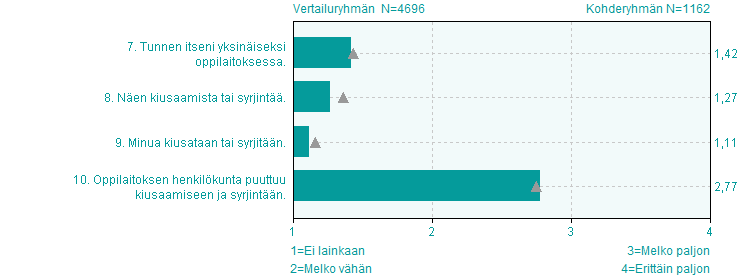 Vertailuryhmän N=4696 Kohderyhmän N=1162
7. Tunnen itseni yksinäiseksi
oppilaitoksessa.
1,42
8. Näen kiusaamista tai syrjintää.
1,27
9. Minua kiusataan tai syrjitään.
1,11
10. Oppilaitoksen henkilökunta puuttuu
kiusaamiseen ja syrjintään.
2,77
1 2 3 4
1=Ei lainkaan 3=Melko paljon
2=Melko vähän 4=Erittäin paljon